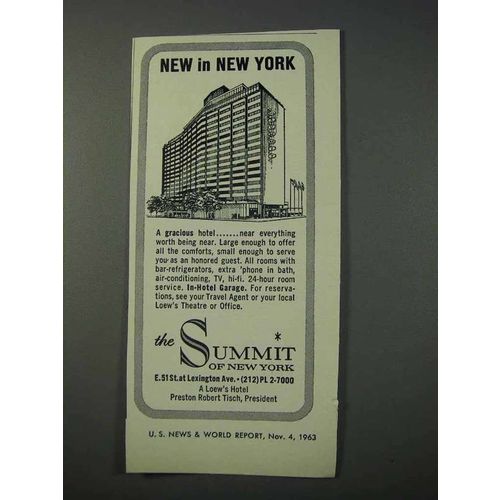 NEW in NEW YORK
A gracious hotel.......near everything
worth being near. Large enough to offer
all the comforts, small enough to serve
you as an honored guest. All rooms with
bar-refrigerators, extra 'phone in bath,
air-conditioning, TV, hi-fi. 24-hour room
service. In-Hotel Garage. For reserva-
tions, see your Travel Agent or your local
Loew's Theatre or Office.
the SUMMIT*
OF NEW YORK
E. 51 St. at Lexington Ave. • (212) PL 2-7000
A Loew's Hotel
Preston Robert Tisch, President
U. S. NEWS & WORLD REPORT, Nov. 4, 1963